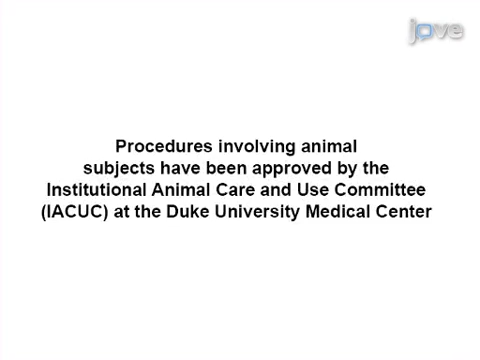 jove
Procedures involving animal
subjects have been approved by the
Institutional Animal Care and Use Committee
(IACUC) at the Duke University Medical Center